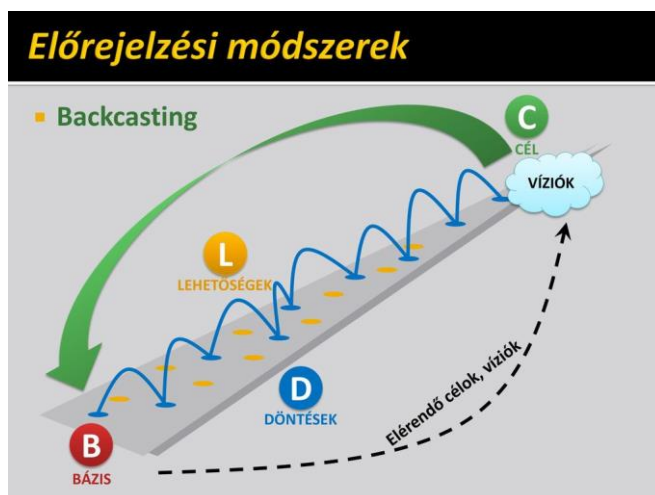 Előrejelzési módszerek
Backcasting
C
CÉL
VÍZIÓK
L
LEHETŐSÉGEK
D
DÖNTÉSEK
Elérendő célok, víziók
B
BÁZIS